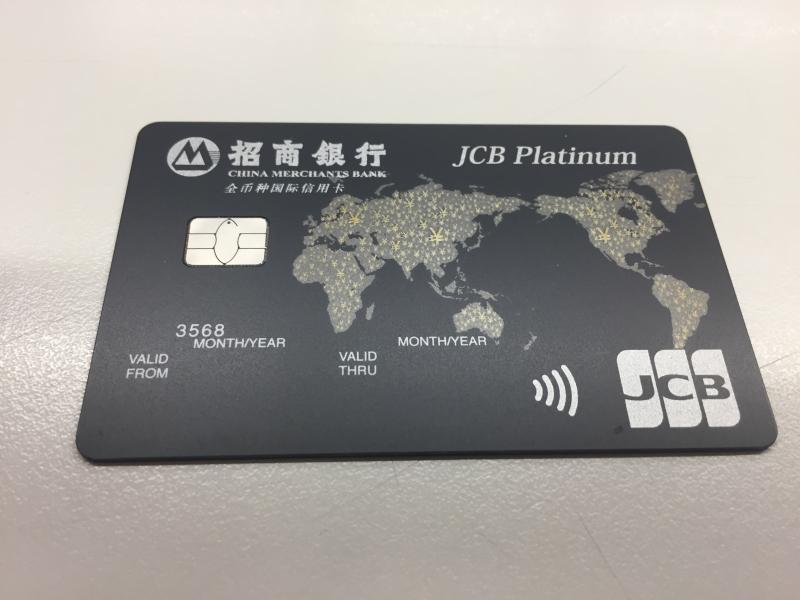 招商銀行
CHINA MERCHANTS BANK
全币种国际信用卡
JCB Platinum
3568
MONTH/YEAR
VALID
FROM
MONTH/YEAR
VALID
THRU
JCB